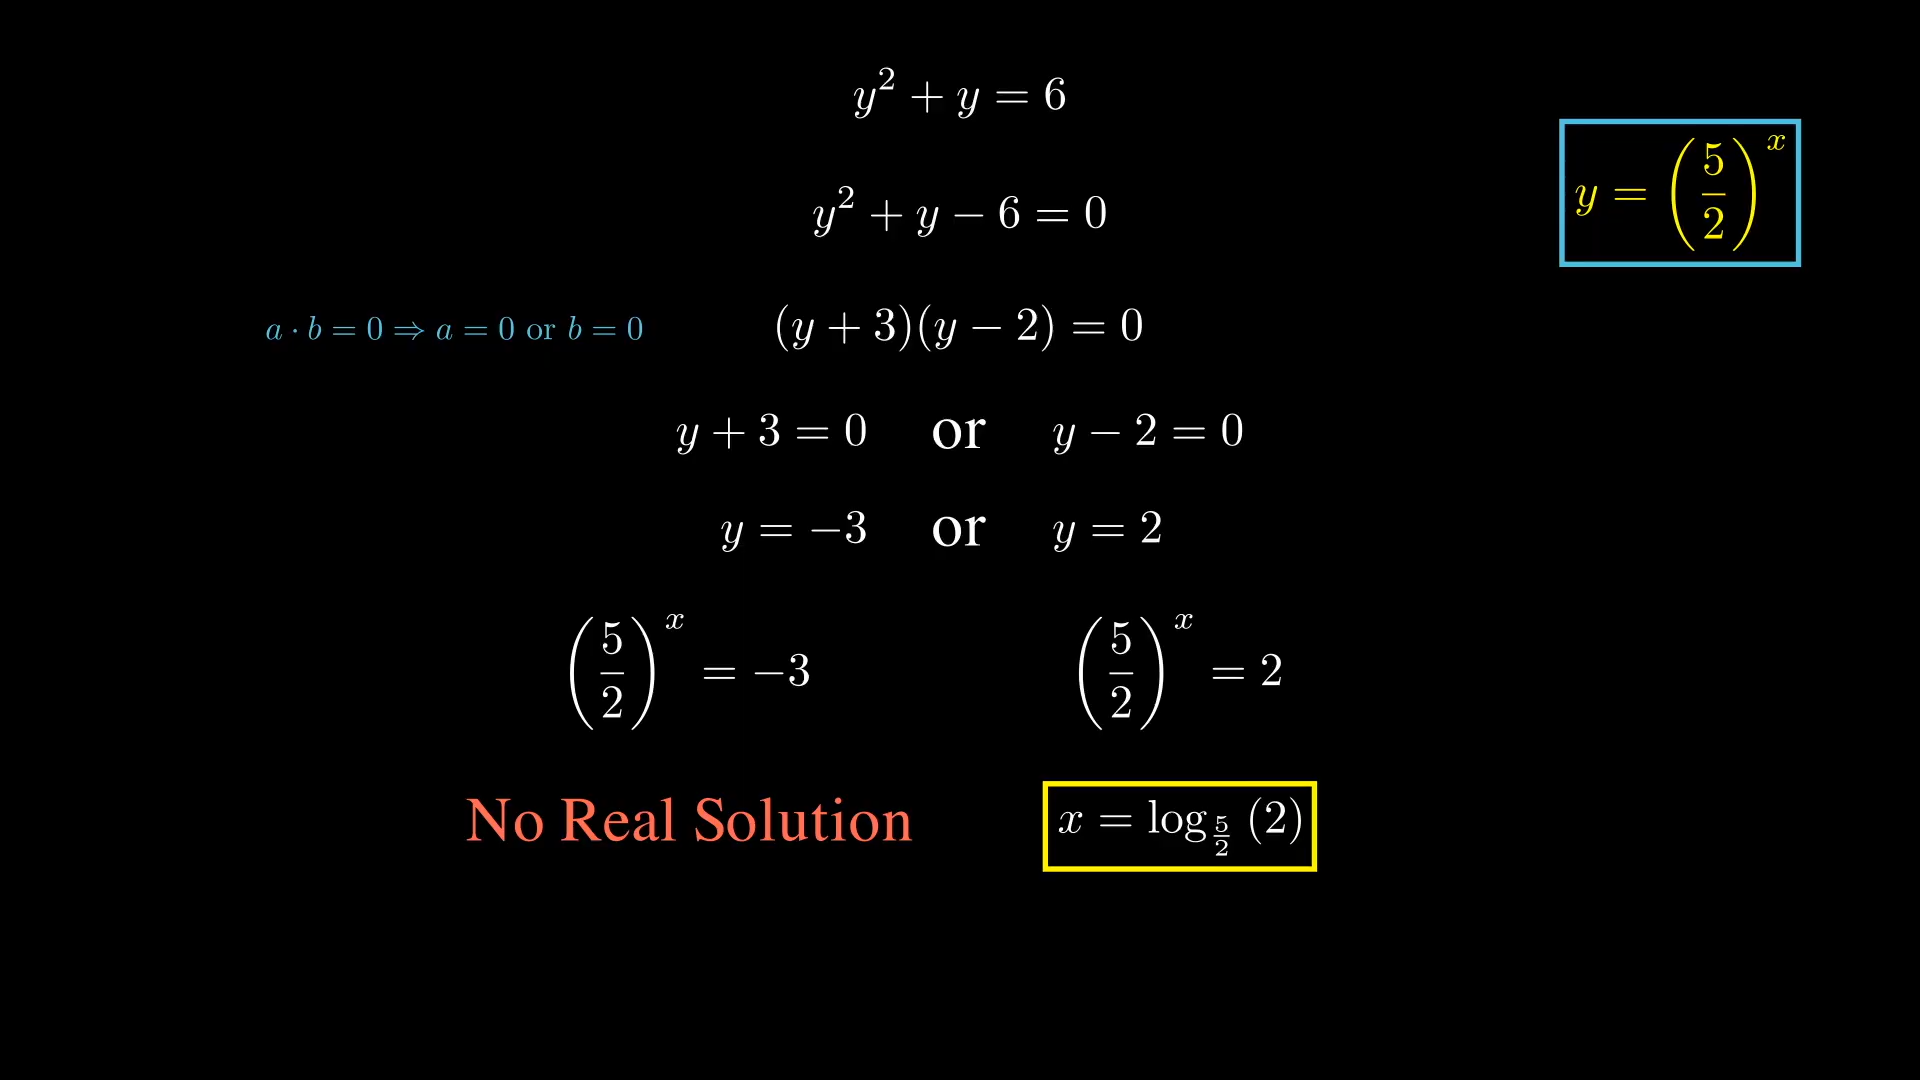 y² + y = 6
y = (5/2)^x
y² + y − 6 = 0
a · b = 0 ⇒ a = 0 or b = 0
(y + 3)(y − 2) = 0
y + 3 = 0 or y − 2 = 0
y = −3 or y = 2
(5/2)^x = −3
(5/2)^x = 2
No Real Solution
x = log_{5/2} (2)